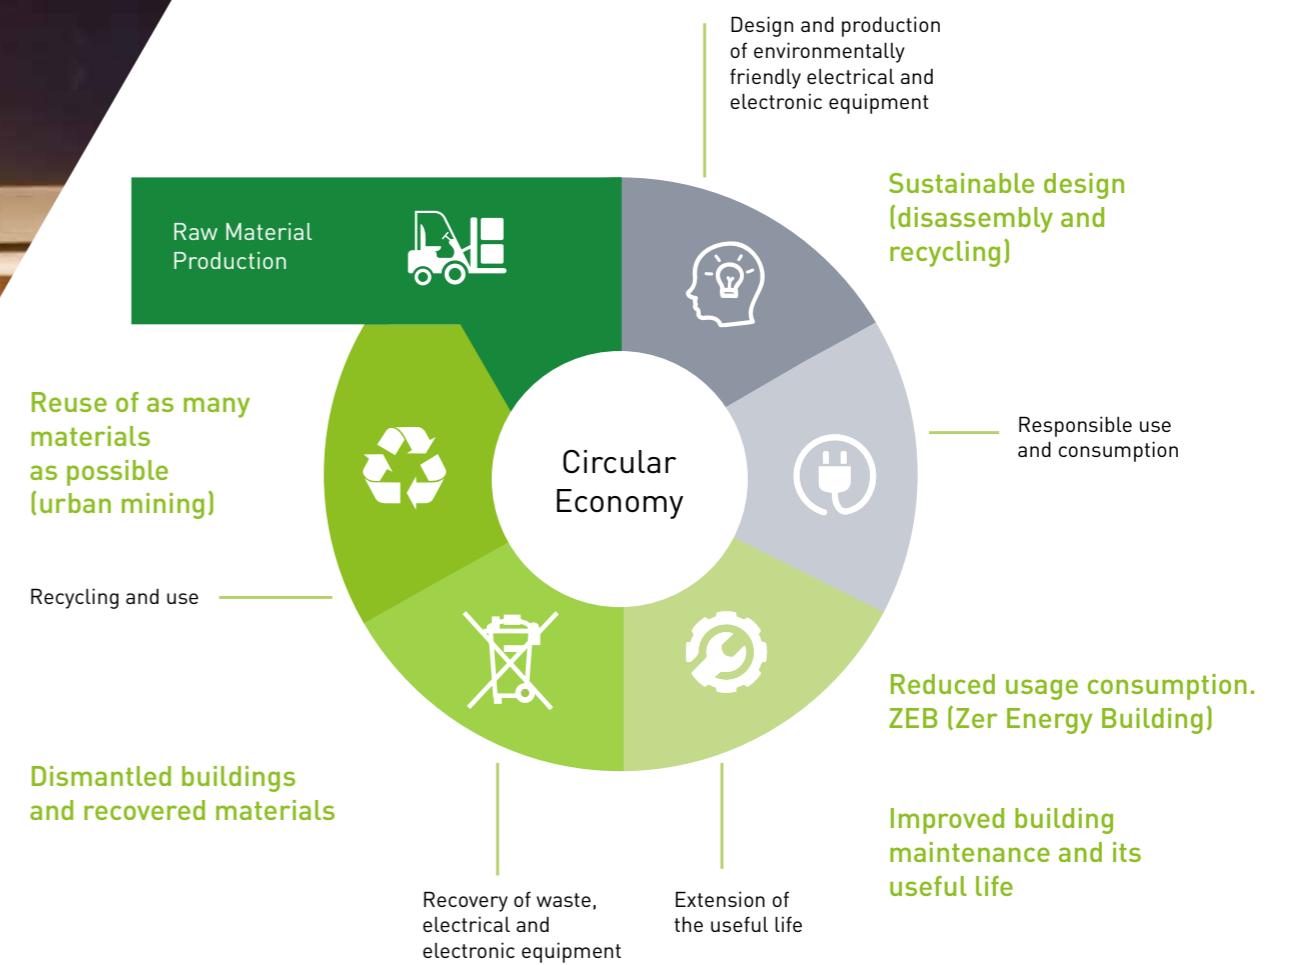 Design and production
of environmentally
friendly electrical and
electronic equipment
Sustainable design
(disassembly and
recycling)
Raw Material
Production
Reuse of as many
materials
as possible
(urban mining)
Circular
Economy
Responsible use
and consumption
Recycling and use
Reduced usage consumption.
ZEB (Zer Energy Building)
Dismantled buildings
and recovered materials
Improved building
maintenance and its
useful life
Recovery of waste,
electrical and
electronic equipment
Extension of
the useful life